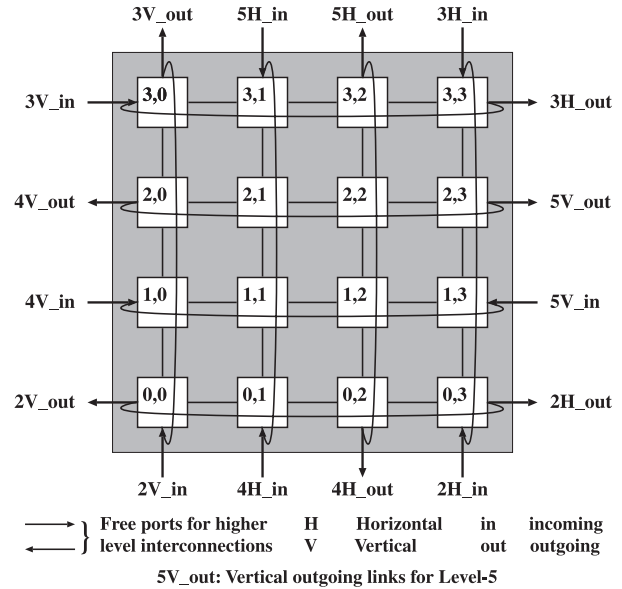 3V_out 5H_in 5H_out 3H_in
3V_in 3,0 3,1 3,2 3,3 3H_out
4V_out 2,0 2,1 2,2 2,3 5V_out
4V_in 1,0 1,1 1,2 1,3 5V_in
2V_out 0,0 0,1 0,2 0,3 2H_out
2V_in 4H_in 4H_out 2H_in
Free ports for higher H Horizontal in incoming
level interconnections V Vertical out outgoing
5V_out: Vertical outgoing links for Level-5